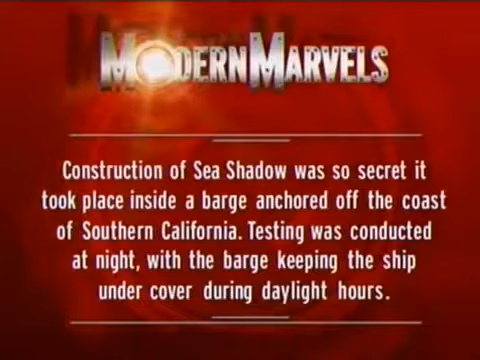 MODERN MARVELS
Construction of Sea Shadow was so secret it
took place inside a barge anchored off the coast
of Southern California. Testing was conducted
at night, with the barge keeping the ship
under cover during daylight hours.